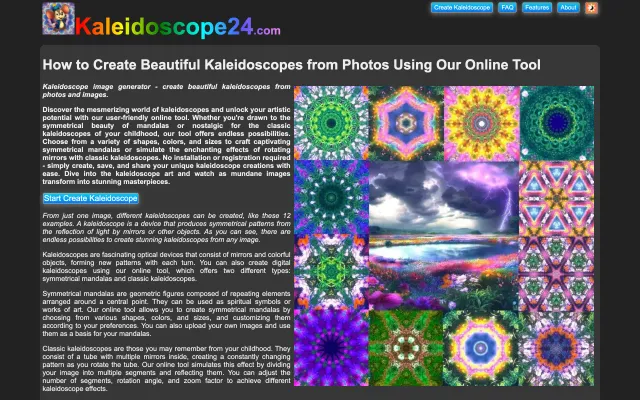 Kaleidoscope24.com
Create Kaleidoscope FAQ Features About
How to Create Beautiful Kaleidoscopes from Photos Using Our Online Tool
Kaleidoscope image generator - create beautiful kaleidoscopes from
photos and images.
Discover the mesmerizing world of kaleidoscopes and unlock your artistic
potential with our user-friendly online tool. Whether you're drawn to the
symmetrical beauty of mandalas or nostalgic for the classic
kaleidoscopes of your childhood, our tool offers endless possibilities.
Choose from a variety of shapes, colors, and sizes to craft captivating
symmetrical mandalas or simulate the enchanting effects of rotating
mirrors with classic kaleidoscopes. No installation or registration required
- simply create, save, and share your unique kaleidoscope creations with
ease. Dive into the kaleidoscope art and watch as mundane images
transform into stunning masterpieces.
Start Create Kaleidoscope
From just one image, different kaleidoscopes can be created, like these 12
examples. A kaleidoscope is a device that produces symmetrical patterns from
the reflection of light by mirrors or other objects. As you can see, there are
endless possibilities to create stunning kaleidoscopes from any image.
Kaleidoscopes are fascinating optical devices that consist of mirrors and colorful
objects, forming new patterns with each turn. You can also create digital
kaleidoscopes using our online tool, which offers two different types:
symmetrical mandalas and classic kaleidoscopes.
Symmetrical mandalas are geometric figures composed of repeating elements
arranged around a central point. They can be used as spiritual symbols or
works of art. Our online tool allows you to create symmetrical mandalas by
choosing from various shapes, colors, and sizes, and customizing them
according to your preferences. You can also upload your own images and use
them as a basis for your mandalas.
Classic kaleidoscopes are those you may remember from your childhood. They
consist of a tube with multiple mirrors inside, creating a constantly changing
pattern as you rotate the tube. Our online tool simulates this effect by dividing
your image into multiple segments and reflecting them. You can adjust the
number of segments, rotation angle, and zoom factor to achieve different
kaleidoscope effects.